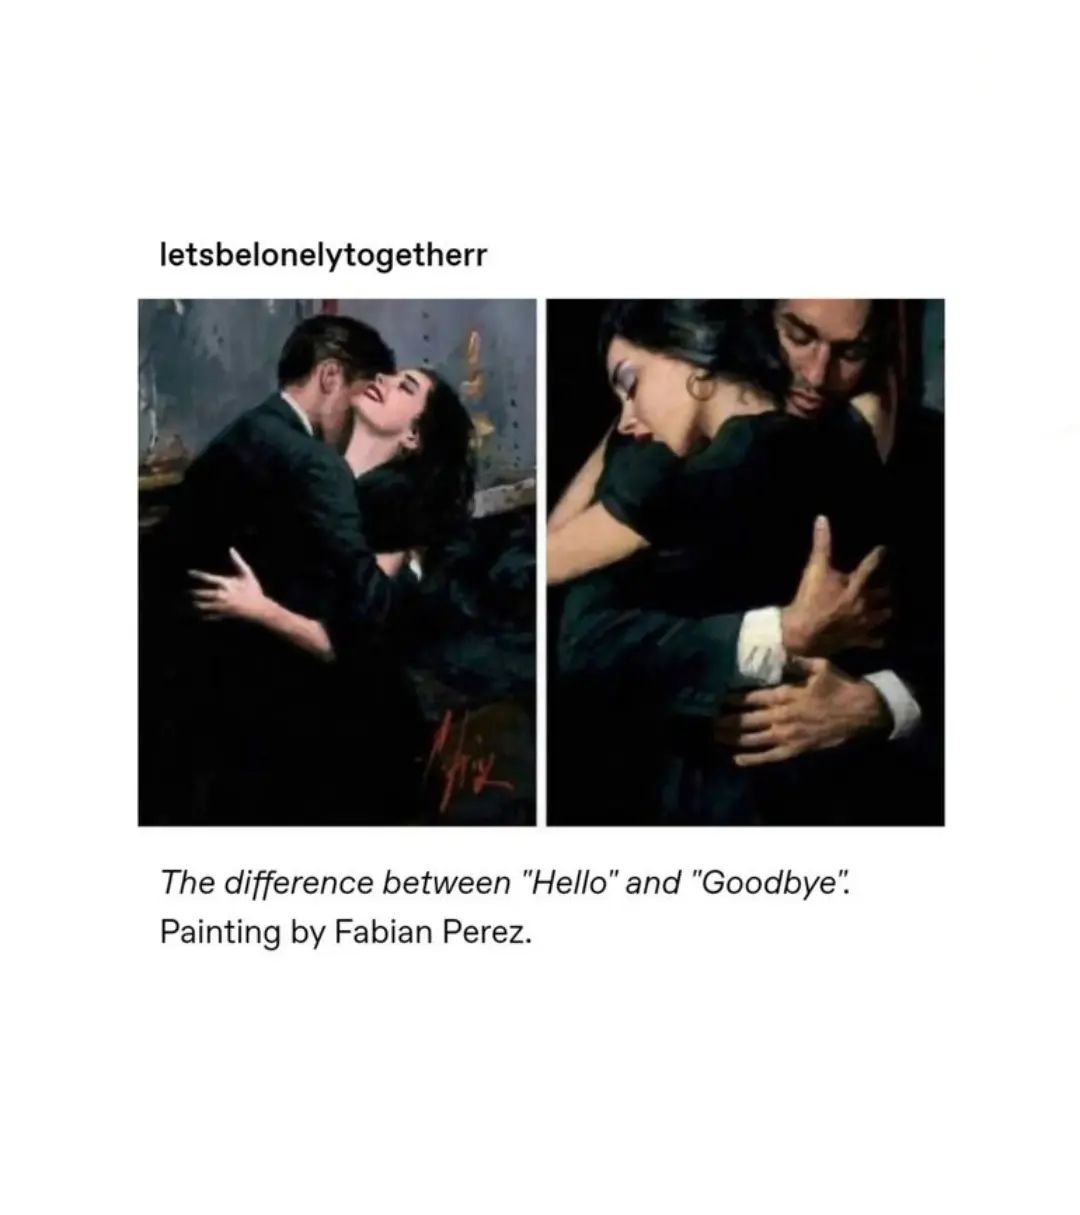 letsbelonelytogetherr
The difference between "Hello" and "Goodbye".
Painting by Fabian Perez.